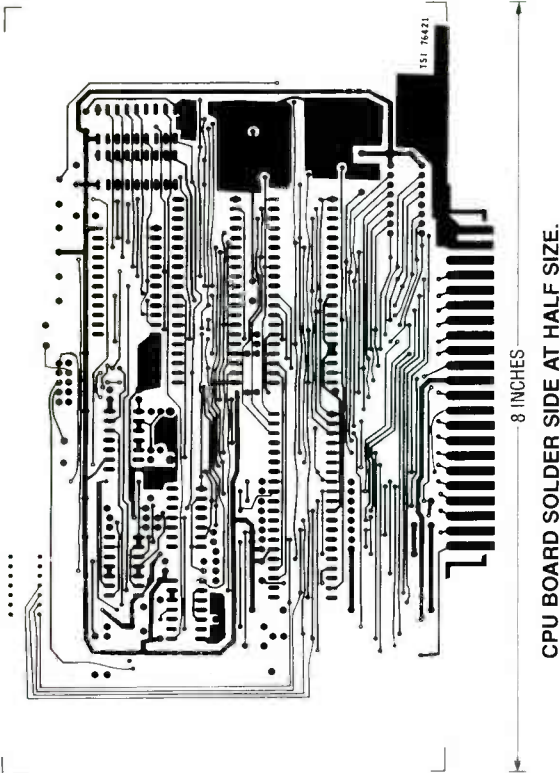 TSI 76421
8 INCHES
CPU BOARD SOLDER SIDE AT HALF SIZE.